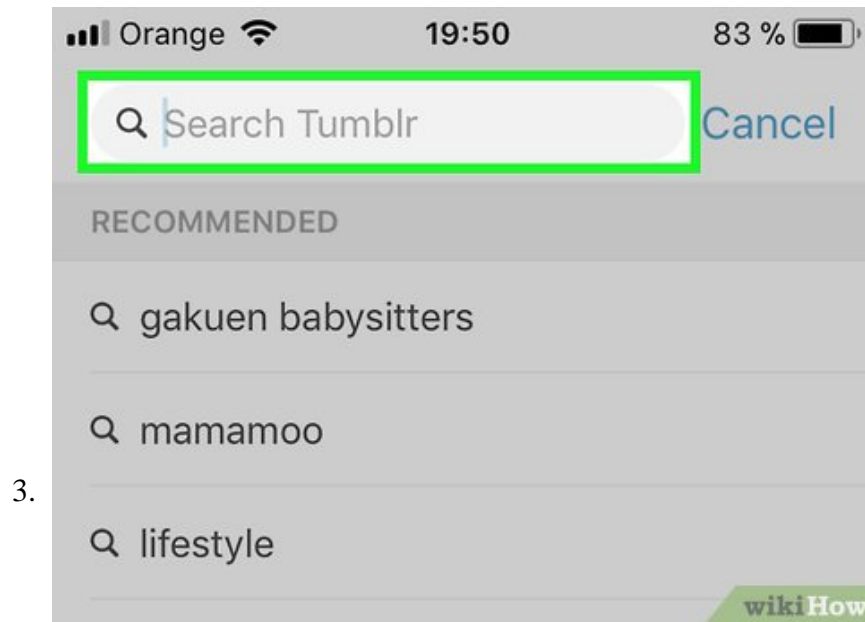 Orange 19:50 83 %
Search Tumblr Cancel
RECOMMENDED
gakuen babysitters
mamamoo
3.
lifestyle
wikiHow